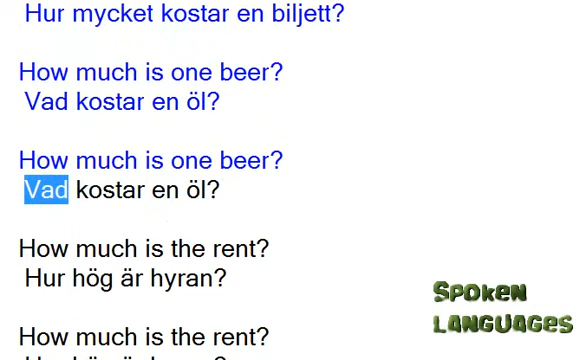 Hur mycket kostar en biljett?
How much is one beer?
Vad kostar en öl?
How much is one beer?
Vad kostar en öl?
How much is the rent?
Hur hög är hyran?
How much is the rent?
Spoken
Languages